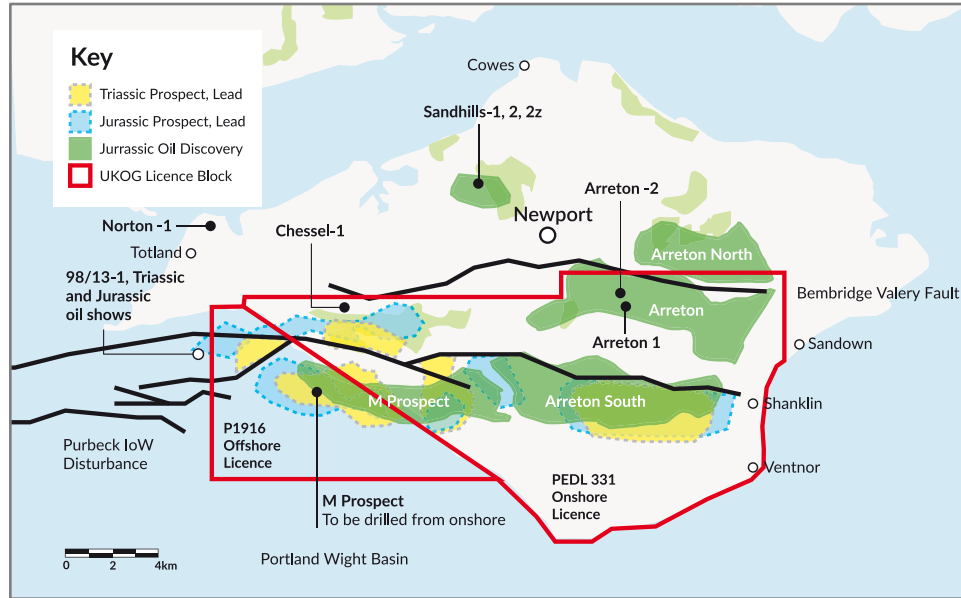 Key
Triassic Prospect, Lead
Jurassic Prospect, Lead
Jurrassic Oil Discovery
UKOG Licence Block
Cowes
Sandhills-1, 2, 2z
Arreton -2
Newport
Norton -1
Chessel-1
Totland
Arreton North
98/13-1, Triassic
and Jurassic
oil shows
Bembridge Valery Fault
Arreton
Arreton 1
Sandown
M Prospect
Arreton South
Shanklin
P1916
Offshore
Licence
Purbeck IoW
Disturbance
Ventnor
PEDL 331
Onshore
Licence
M Prospect
To be drilled from onshore
Portland Wight Basin
0 2 4km